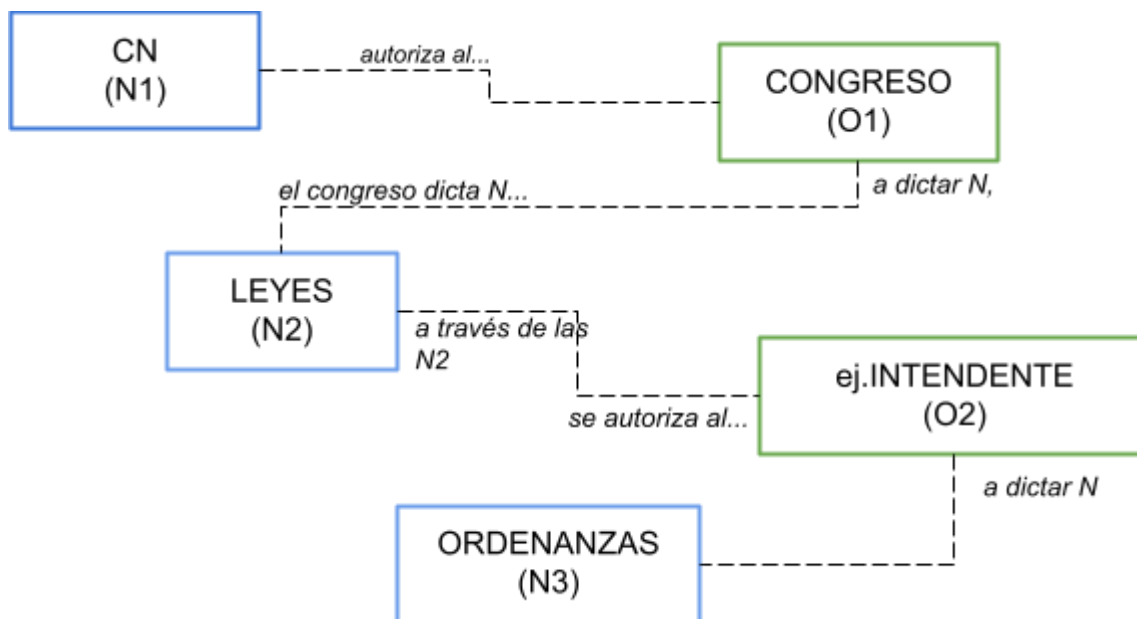 CN
(N1)
autoriza al...
CONGRESO
(O1)
a dictar N,
el congreso dicta N...
LEYES
(N2)
a través de las
N2
ej.INTENDENTE
(O2)
se autoriza al...
a dictar N
ORDENANZAS
(N3)